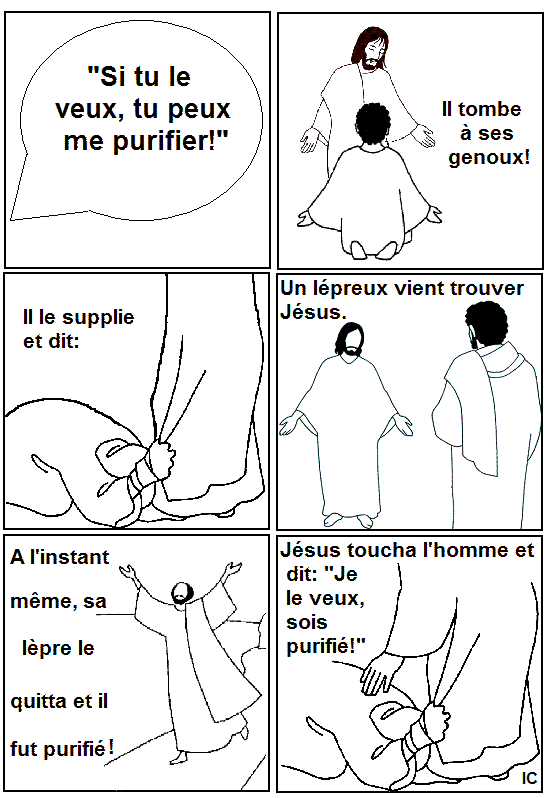 "Si tu le
veux, tu peux
me purifier!"
Il tombe
à ses
genoux!
Il le supplie
et dit:
Un lépreux vient trouver
Jésus.
A l'instant
même, sa
lèpre le
quitta et il
fut purifié!
Jésus toucha l'homme et
dit: "Je
le veux,
sois
purifié!"
IC